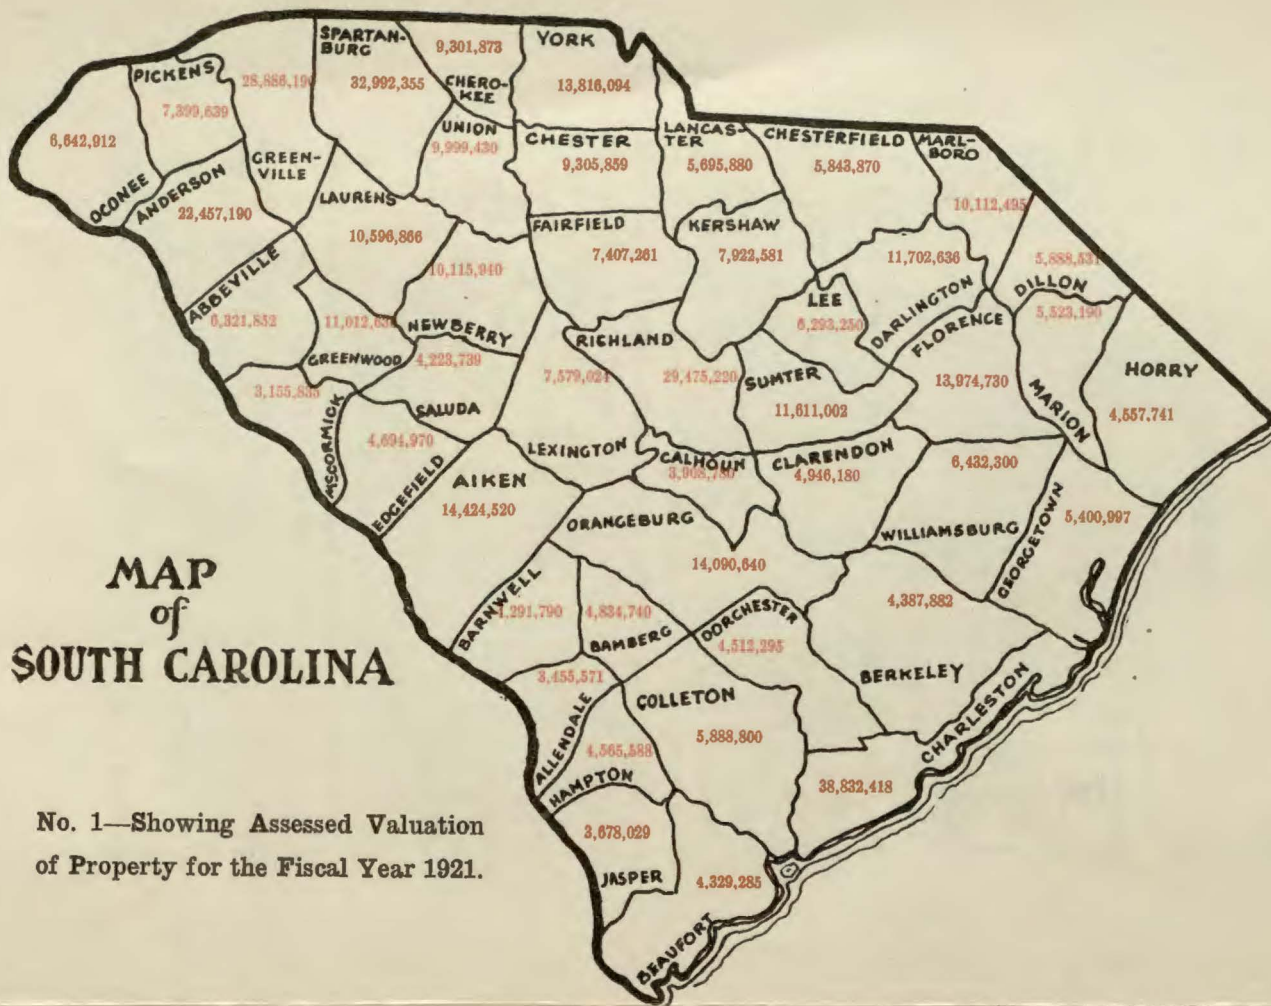 SPARTAN-
BURG
32,992,355
9,301,873
CHERO-
KEE
YORK
13,816,094
PICKENS
7,399,639
GREEN-
VILLE
6,642,912
OCONEE
ANDERSON
22,457,190
UNION
9,999,430
CHESTER
9,305,859
LANCAS-
TER
5,695,880
CHESTERFIELD
5,843,870
MARL-
BORO
10,112,495
LAURENS
10,596,866
FAIRFIELD
7,407,261
KERSHAW
7,922,581
11,702,636
DARLINGTON
DILLON
ABBEVILLE
6,321,852
GREENWOOD
10,115,940
NEWBERRY
LEE
6,293,250
FLORENCE
13,974,730
5,523,190
MARION
HORRY
4,557,741
RICHLAND
29,475,220
SUMTER
11,611,002
4,223,739
SALUDA
LEXINGTON
McCORMICK
4,694,970
EDGEFIELD
AIKEN
14,424,520
CALHOUN
CLARENDON
4,946,180
6,432,300
WILLIAMSBURG
GEORGETOWN
5,400,997
ORANGEBURG
14,090,640
BARNWELL
4,834,740
BAMBERG
DORCHESTER
4,512,295
4,387,882
BERKELEY
3,455,571
ALLENDALE
COLLETON
5,888,800
CHARLESTON
38,832,418
4,565,588
HAMPTON
3,678,029
JASPER
4,329,285
BEAUFORT
MAP
of
SOUTH CAROLINA
No. 1—Showing Assessed Valuation
of Property for the Fiscal Year 1921.